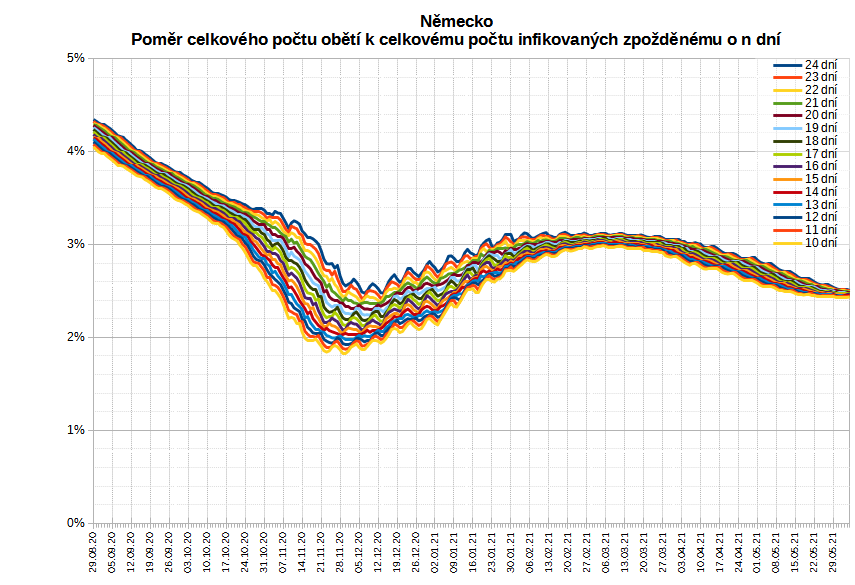 Německo
Poměr celkového počtu obětí k celkovému počtu infikovaných zpožděnému o n dní
5%
4%
3%
2%
1%
0%
24 dní
23 dní
22 dní
21 dní
20 dní
19 dní
18 dní
17 dní
16 dní
15 dní
14 dní
13 dní
12 dní
11 dní
10 dní
29.08.20
05.09.20
12.09.20
19.09.20
26.09.20
03.10.20
10.10.20
17.10.20
24.10.20
31.10.20
07.11.20
14.11.20
21.11.20
28.11.20
05.12.20
12.12.20
19.12.20
26.12.20
02.01.21
09.01.21
16.01.21
23.01.21
30.01.21
06.02.21
13.02.21
20.02.21
27.02.21
06.03.21
13.03.21
20.03.21
27.03.21
03.04.21
10.04.21
17.04.21
24.04.21
01.05.21
08.05.21
15.05.21
22.05.21
29.05.21